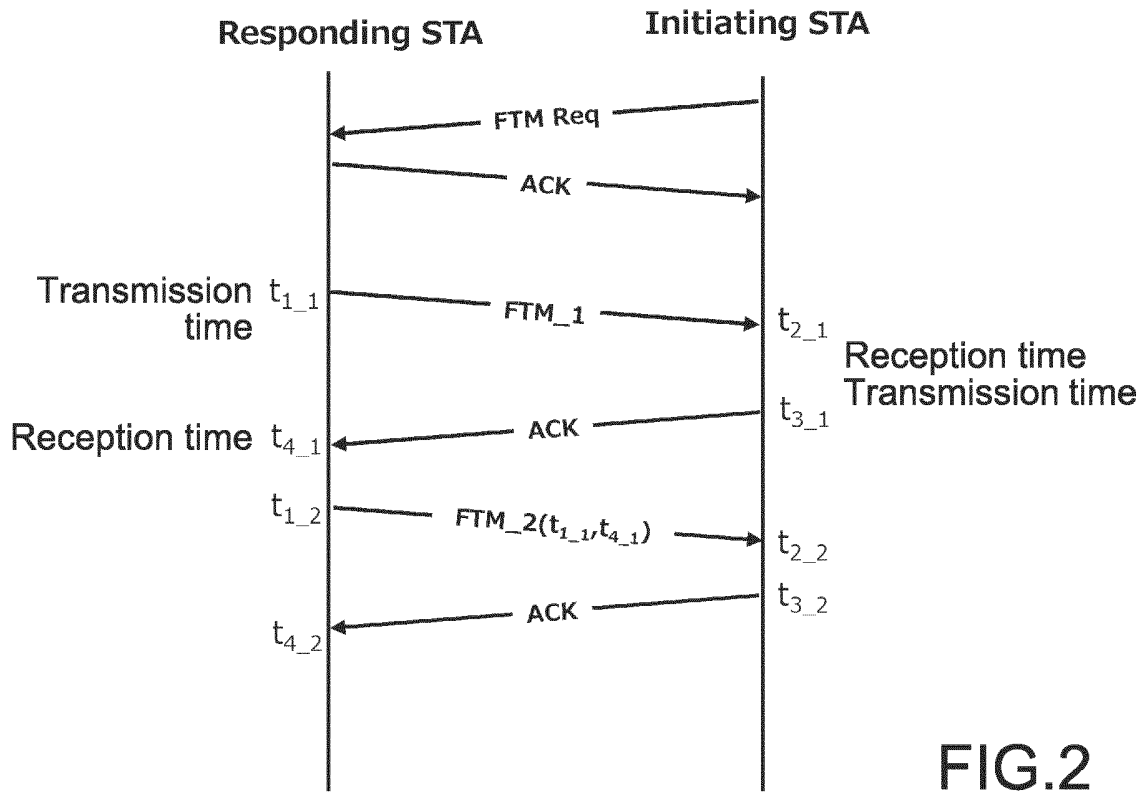 Responding STA
Initiating STA
FTM Req
ACK
Transmission
time
t1_1
FTM_1
t2_1
Reception time
Transmission time
t3_1
ACK
Reception time
t4_1
t1_2
FTM_2(t1_1,t4_1)
t2_2
t3_2
ACK
t4_2
FIG.2